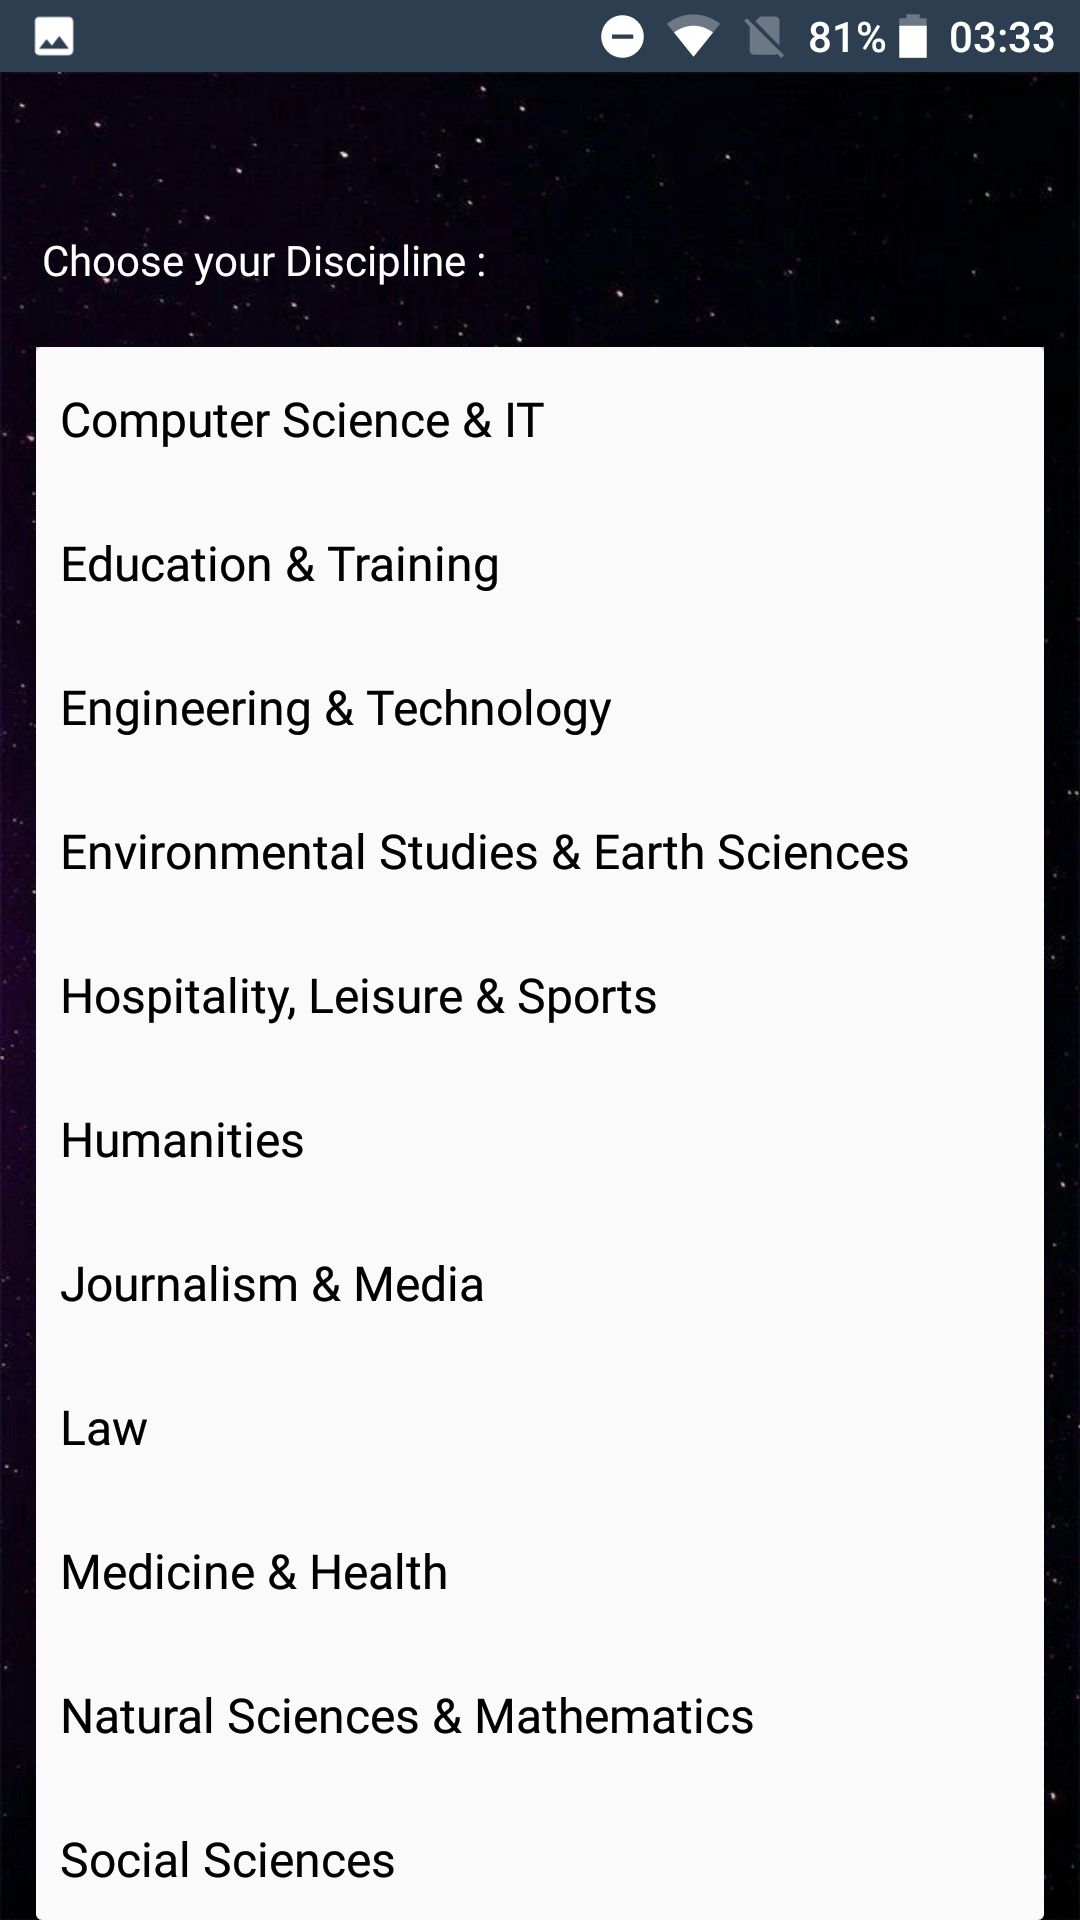 81% 03:33
Choose your Discipline :
Computer Science & IT
Education & Training
Engineering & Technology
Environmental Studies & Earth Sciences
Hospitality, Leisure & Sports
Humanities
Journalism & Media
Law
Medicine & Health
Natural Sciences & Mathematics
Social Sciences